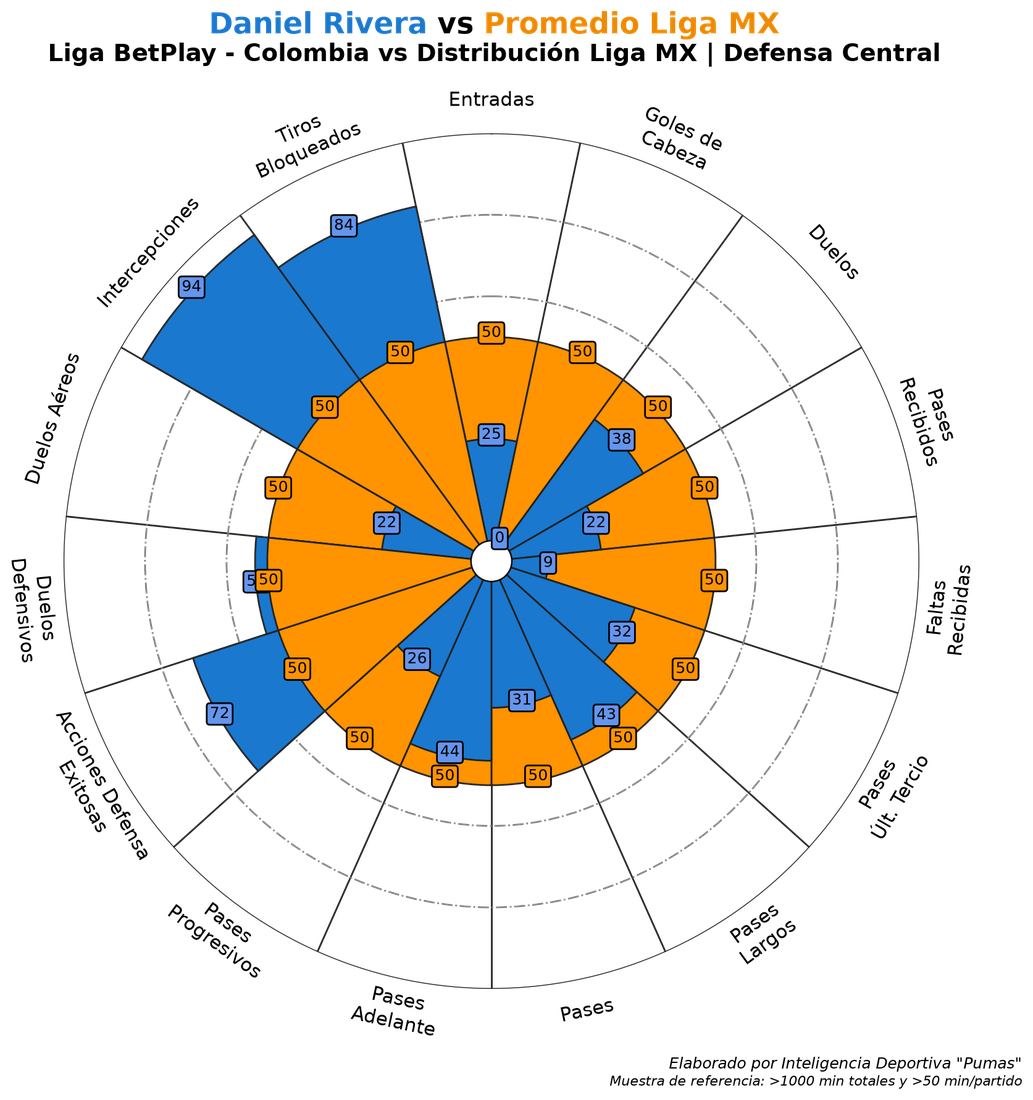 Daniel Rivera vs Promedio Liga MX
Liga BetPlay - Colombia vs Distribución Liga MX | Defensa Central
Entradas
Goles de
Cabeza
Duelos
Pases
Recibidos
Faltas
Recibidas
Pases
Últ. Tercio
Pases
Largos
Pases
Pases
Adelante
Pases
Progresivos
Acciones Defensa
Exitosas
Duelos
Defensivos
Duelos Aéreos
Intercepciones
Tiros
Bloqueados
50
25
50
0
50
38
50
22
50
9
50
32
50
43
50
31
50
44
50
26
50
72
50
50
22
50
94
50
84
Elaborado por Inteligencia Deportiva "Pumas"
Muestra de referencia: >1000 min totales y >50 min/partido